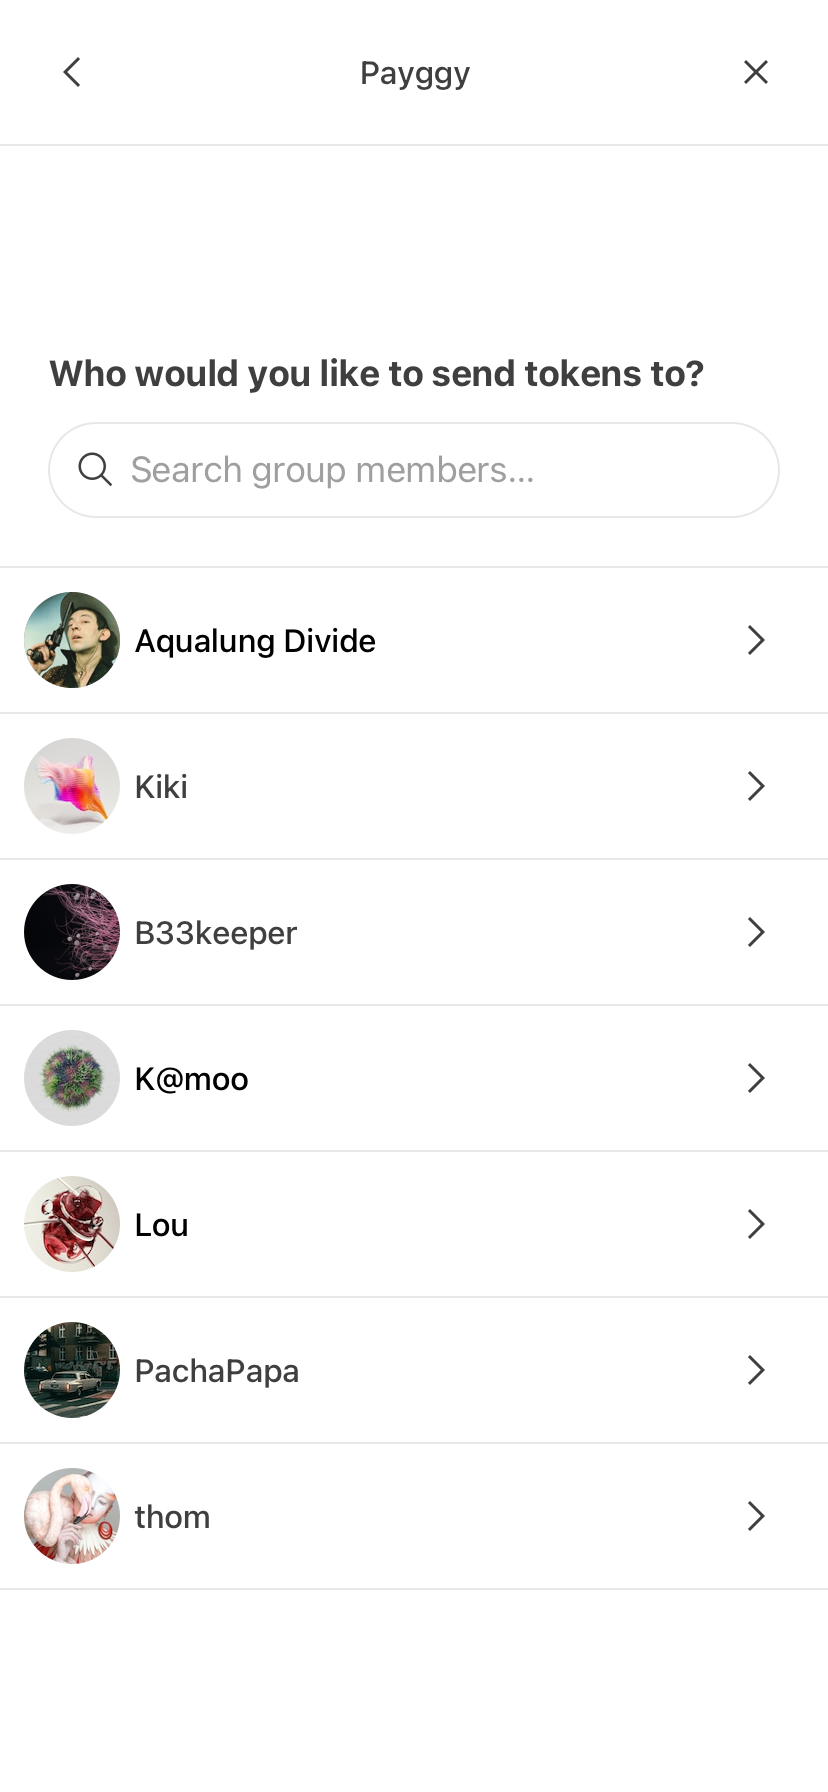 Payggy
Who would you like to send tokens to?
Search group members...
Aqualung Divide
Kiki
B33keeper
K@moo
Lou
PachaPapa
thom